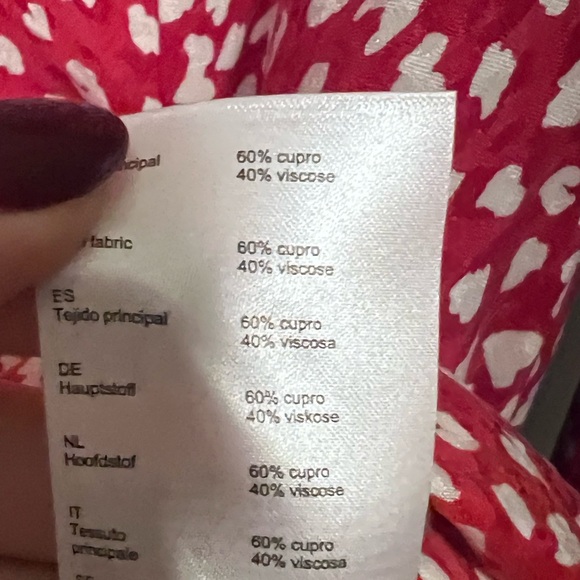 60% cupro
40% viscose
fabric
60% cupro
40% viscose
ES
Tejido principal
60% cupro
40% viscosa
DE
Hauptstoff
60% cupro
40% viskose
NL
Hoofdstof
60% cupro
40% viscose
IT
Tessuto
principale
60% cupro
40% viscosa